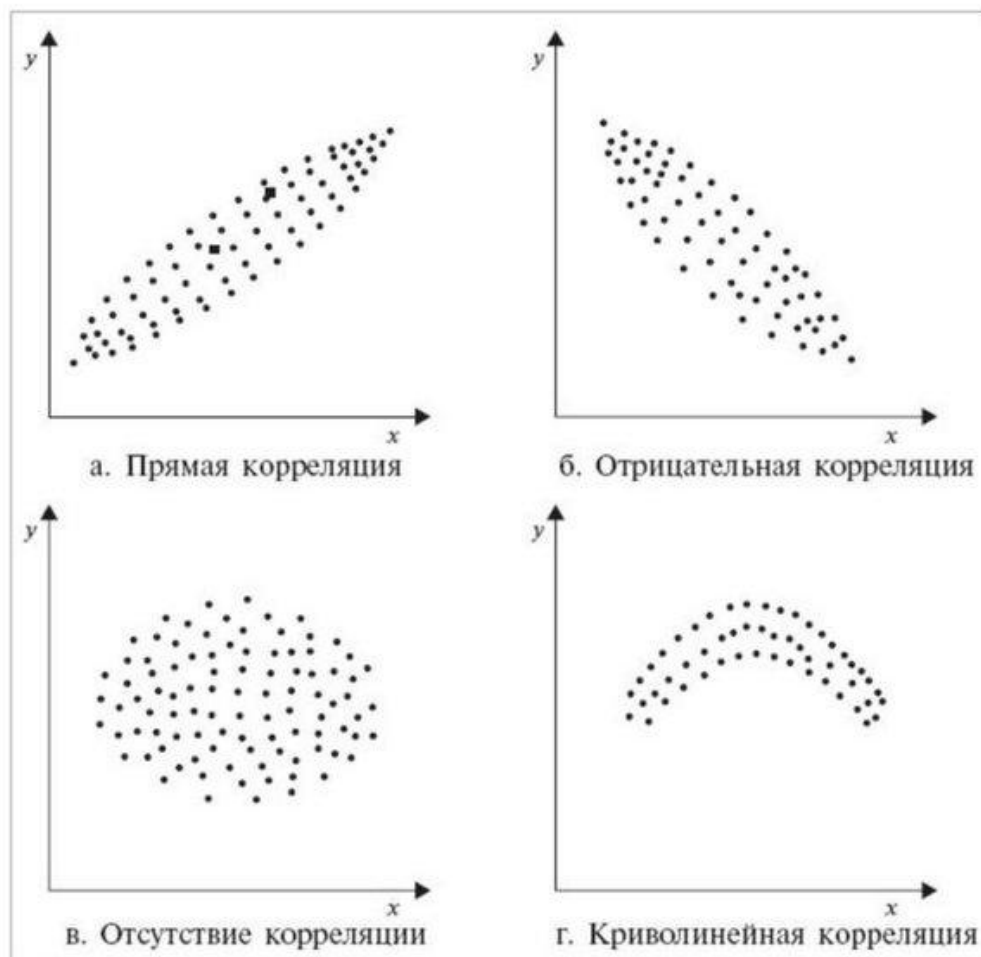 y
x
а. Прямая корреляция
y
x
б. Отрицательная корреляция
y
x
в. Отсутствие корреляции
y
x
г. Криволинейная корреляция